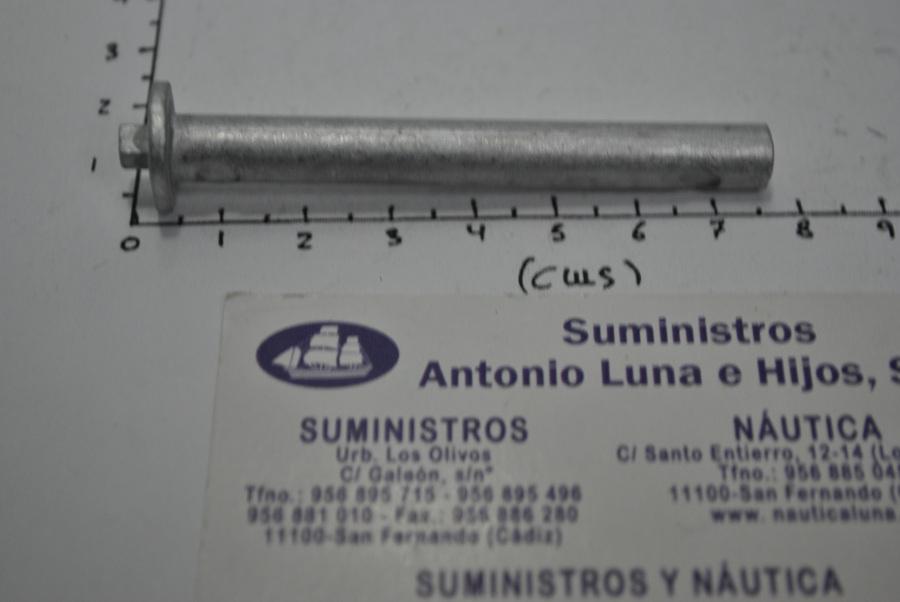 3
2
1
0 1 2 3 4 5 6 7 8 9
(cms)
Suministros
Antonio Luna e Hijos, S
SUMINISTROS
Urb. Los Olivos
C/ Galeón, s/nº
Tfno.: 956 895 715 - 956 895 496
956 881 010 - Fax.: 956 886 280
11100-San Fernando (Cádiz)
NÁUTICA
C/ Santo Entierro, 12-14 (Lo
Tfno.: 956 885 04
11100-San Fernando (
www. nauticaluna.
SUMINISTROS Y NÁUTICA